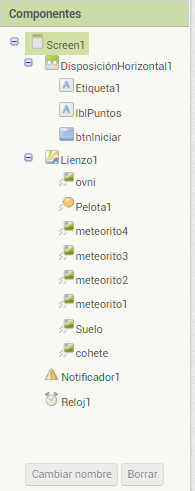 Componentes
Screen1
DisposiciónHorizontal1
Etiqueta1
lblPuntos
btnIniciar
Lienzo1
ovni
Pelota1
meteorito4
meteorito3
meteorito2
meteorito1
Suelo
cohete
Notificador1
Reloj1
Cambiar nombre Borrar